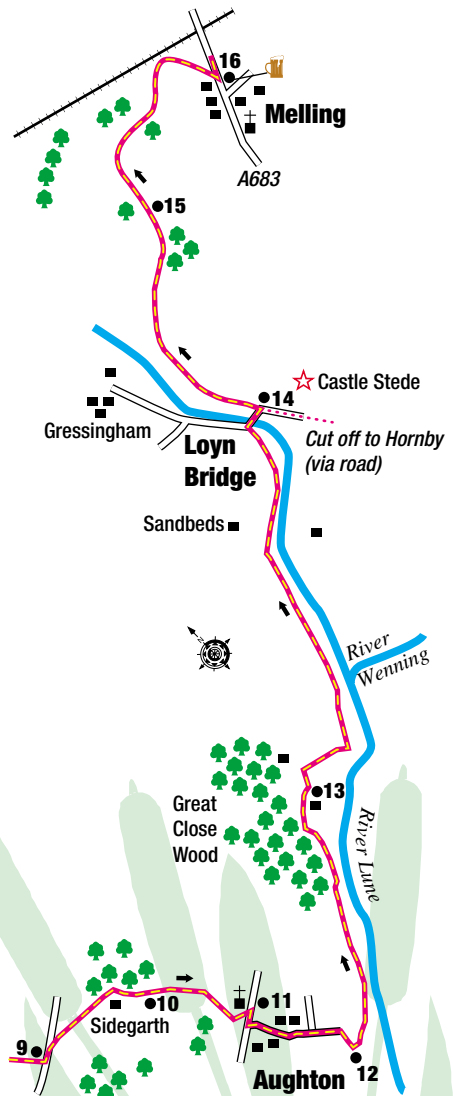 16
Melling
A683
15
14
Castle Stede
Gressingham
Cut off to Hornby
(via road)
Loyn
Bridge
Sandbeds
N
River
Wenning
13
Great
Close
Wood
River Lune
11
10
Sidegarth
9
Aughton
12